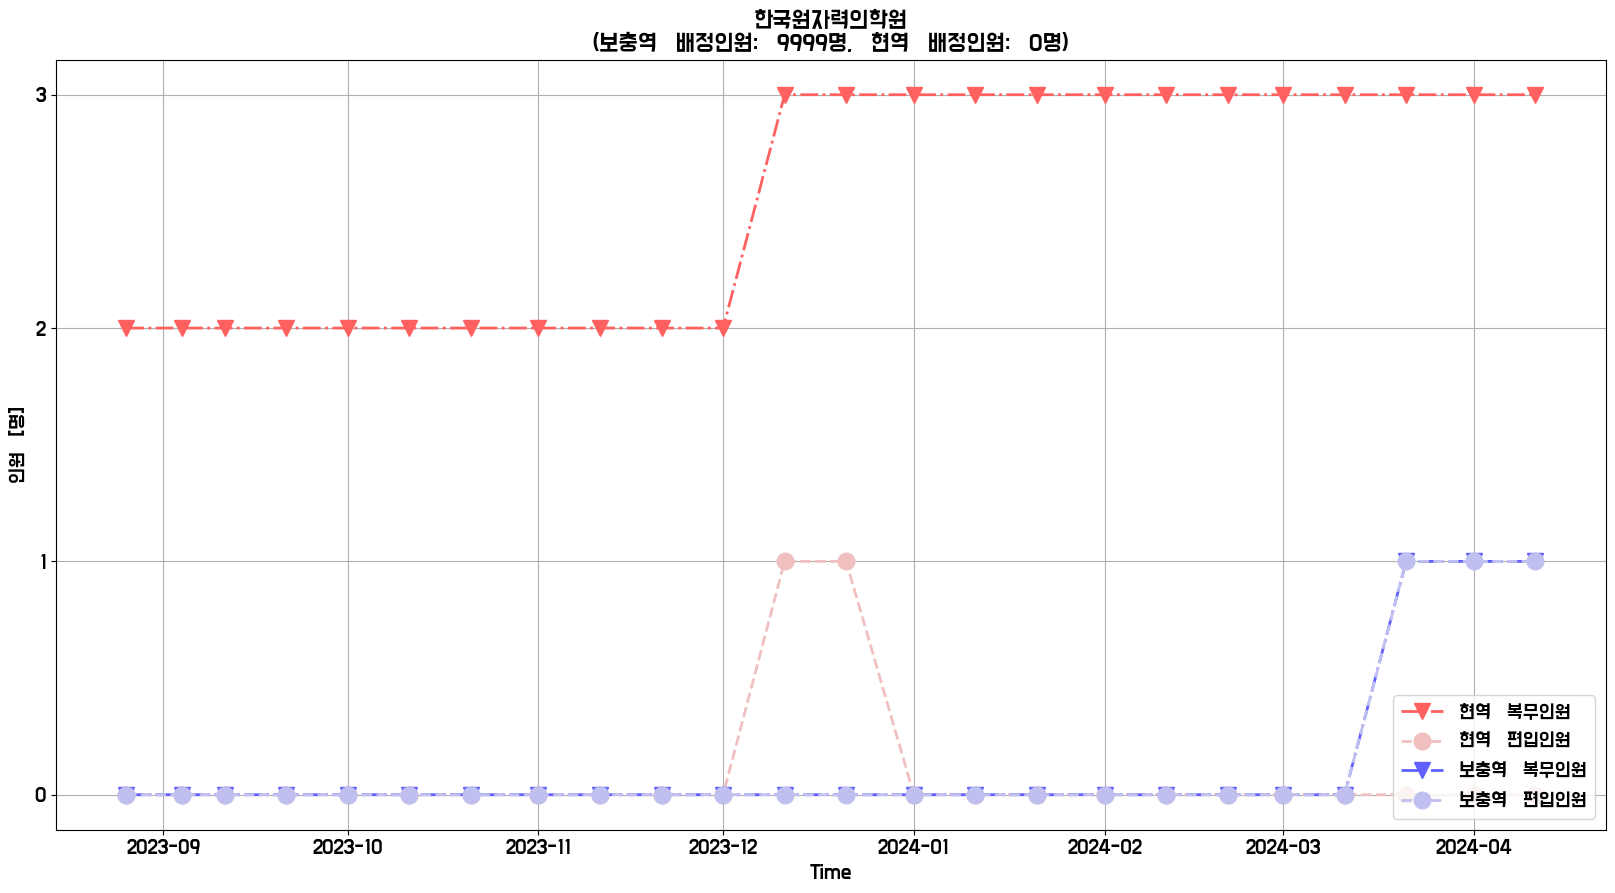 한국원자력의학원
(보충역 배정인원: 9999명, 현역 배정인원: 0명)
인원 [명]
3
2
1
0
현역 복무인원
현역 편입인원
보충역 복무인원
보충역 편입인원
2023-09 2023-10 2023-11 2023-12 2024-01 2024-02 2024-03 2024-04
Time